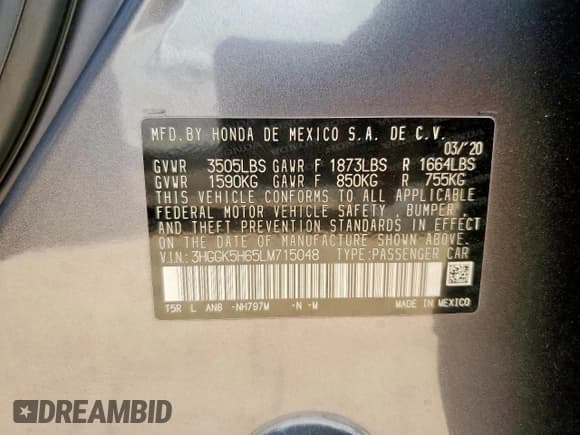 MFD. BY HONDA DE MEXICO S.A. DE C.V.
03/'20
GVWR 3505LBS GAWR F 1873LBS R 1664LBS
GVWR 1590KG GAWR F 850KG R 755KG
THIS VEHICLE CONFORMS TO ALL APPLICABLE
FEDERAL MOTOR VEHICLE SAFETY, BUMPER,
AND THEFT PREVENTION STANDARDS IN EFFECT
ON THE DATE OF MANUFACTURE SHOWN ABOVE.
V.I.N: 3HGGK5H65LM715048 TYPE: PASSENGER CAR
T5R L AN8 -NH797M -N -M MADE IN MEXICO
DREAMBID